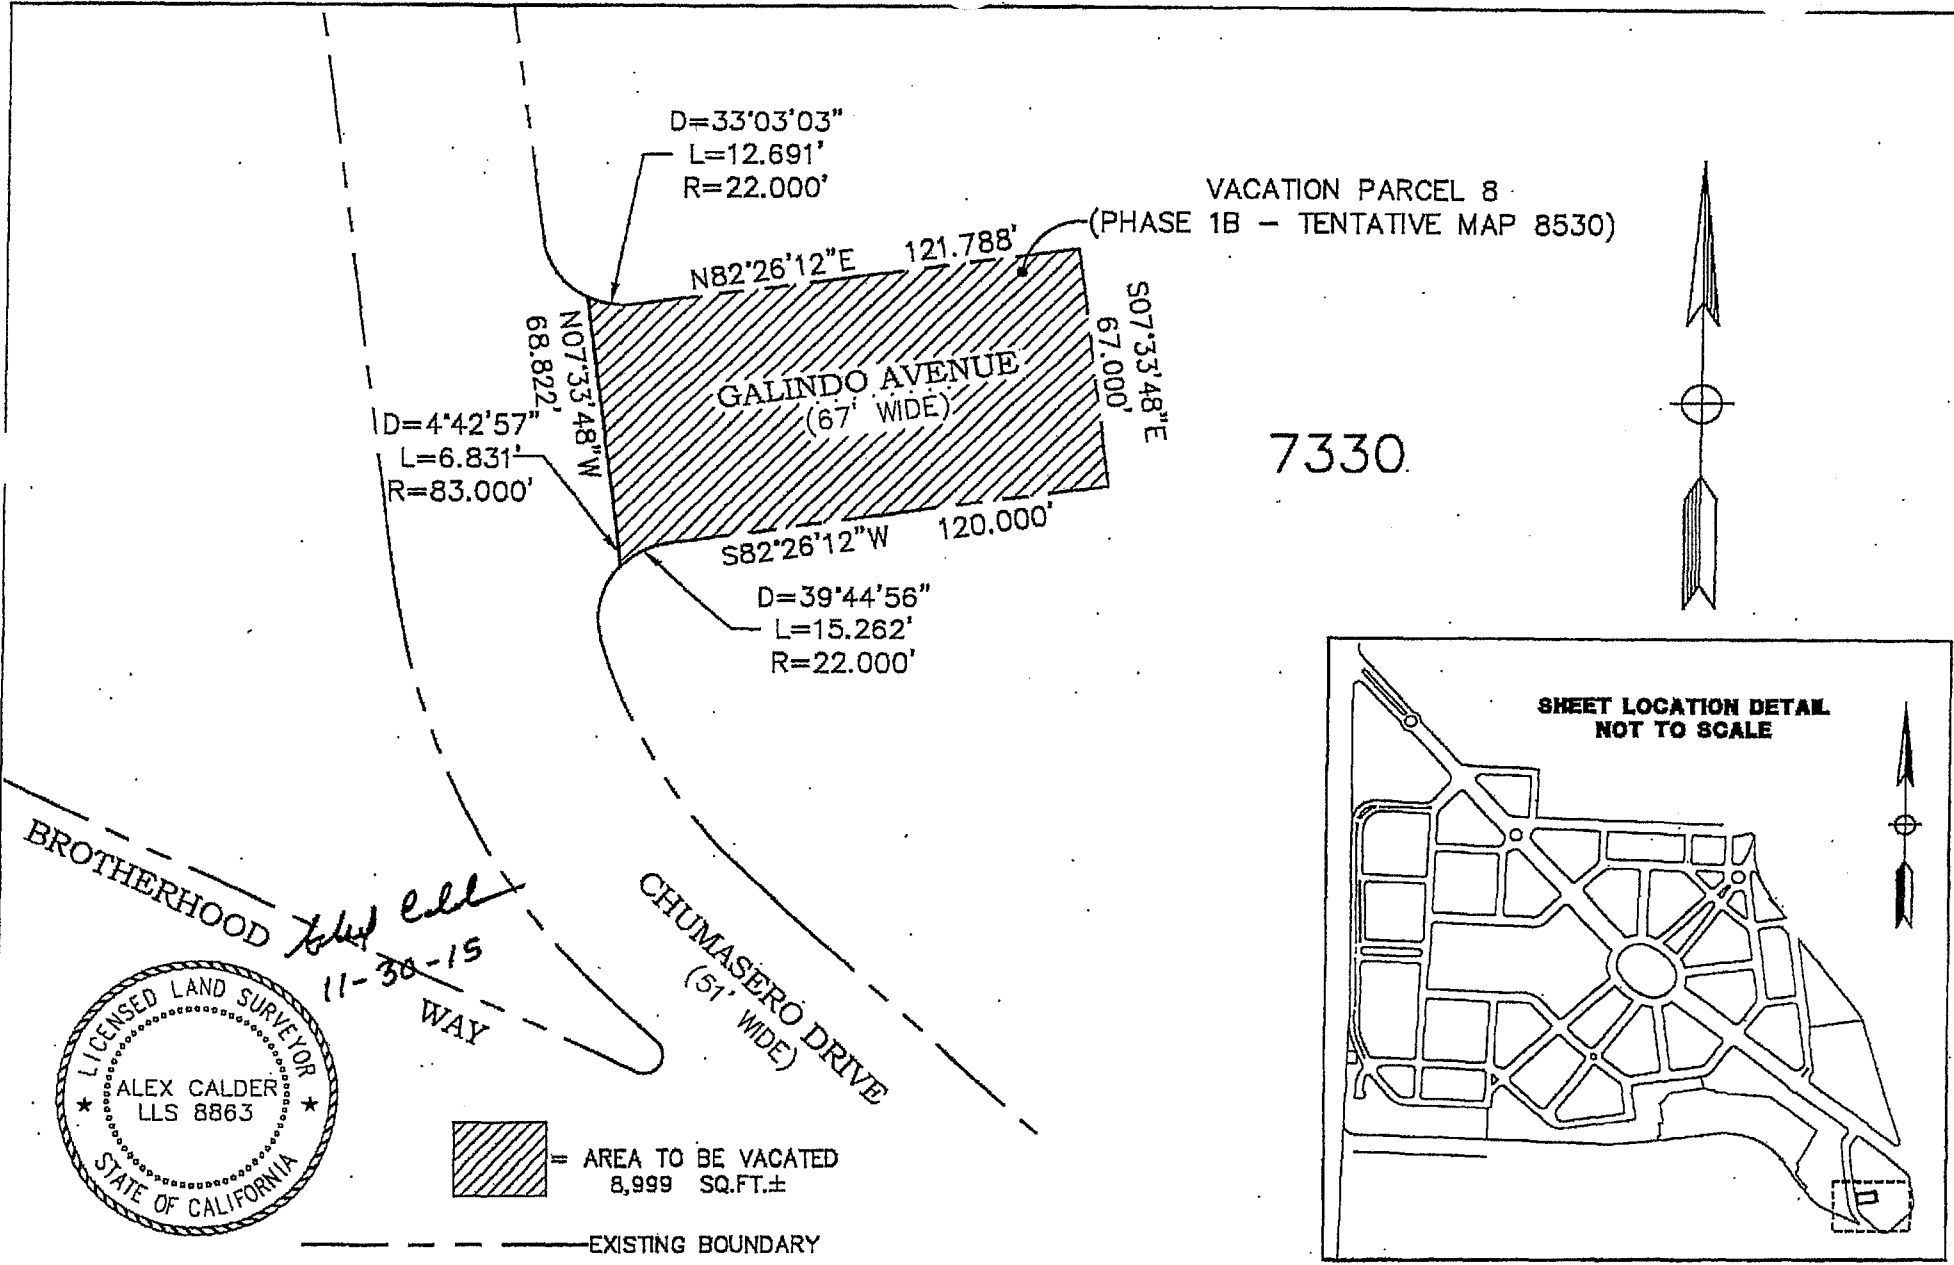 D=33°03'03"
L=12.691'
R=22.000'
VACATION PARCEL 8
(PHASE 1B – TENTATIVE MAP 8530)
N82°26'12"E 121.788'
N07°33'48"W
68.822'
S07°33'48"E
67.000'
GALINDO AVENUE
(67' WIDE)
D=4°42'57"
L=6.831'
R=83.000'
7330
S82°26'12"W 120.000'
D=39°44'56"
L=15.262'
R=22.000'
SHEET LOCATION DETAIL
NOT TO SCALE
BROTHERHOOD WAY
11-30-15
CHUMASERO DRIVE
(51' WIDE)
LICENSED LAND SURVEYOR
ALEX CALDER
LLS 8863
STATE OF CALIFORNIA
= AREA TO BE VACATED
8,999 SQ.FT.±
EXISTING BOUNDARY